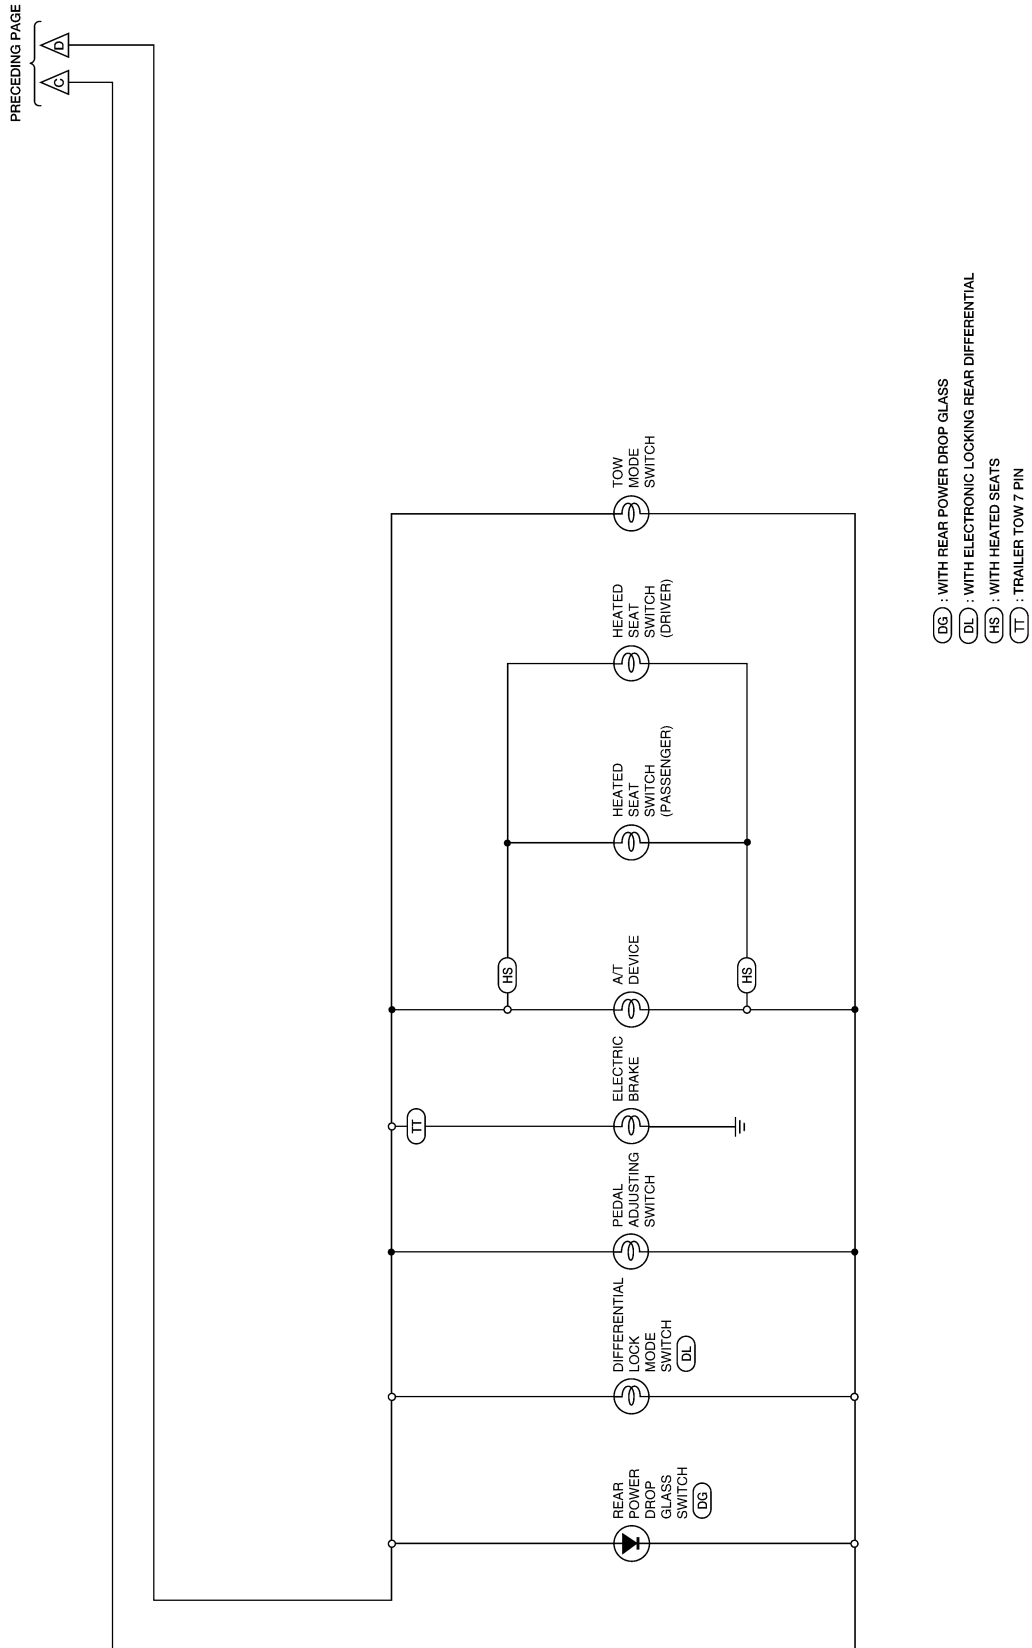 PRECEDING PAGE
D
C
TOW
MODE
SWITCH
HEATED
SEAT
SWITCH
(DRIVER)
HEATED
SEAT
SWITCH
(PASSENGER)
HS
HS
A/T
DEVICE
ELECTRIC
BRAKE
TT
PEDAL
ADJUSTING
SWITCH
DIFFERENTIAL
LOCK
MODE
SWITCH
DL
REAR
POWER
DROP
GLASS
SWITCH
DG
DG : WITH REAR POWER DROP GLASS
DL : WITH ELECTRONIC LOCKING REAR DIFFERENTIAL
HS : WITH HEATED SEATS
TT : TRAILER TOW 7 PIN